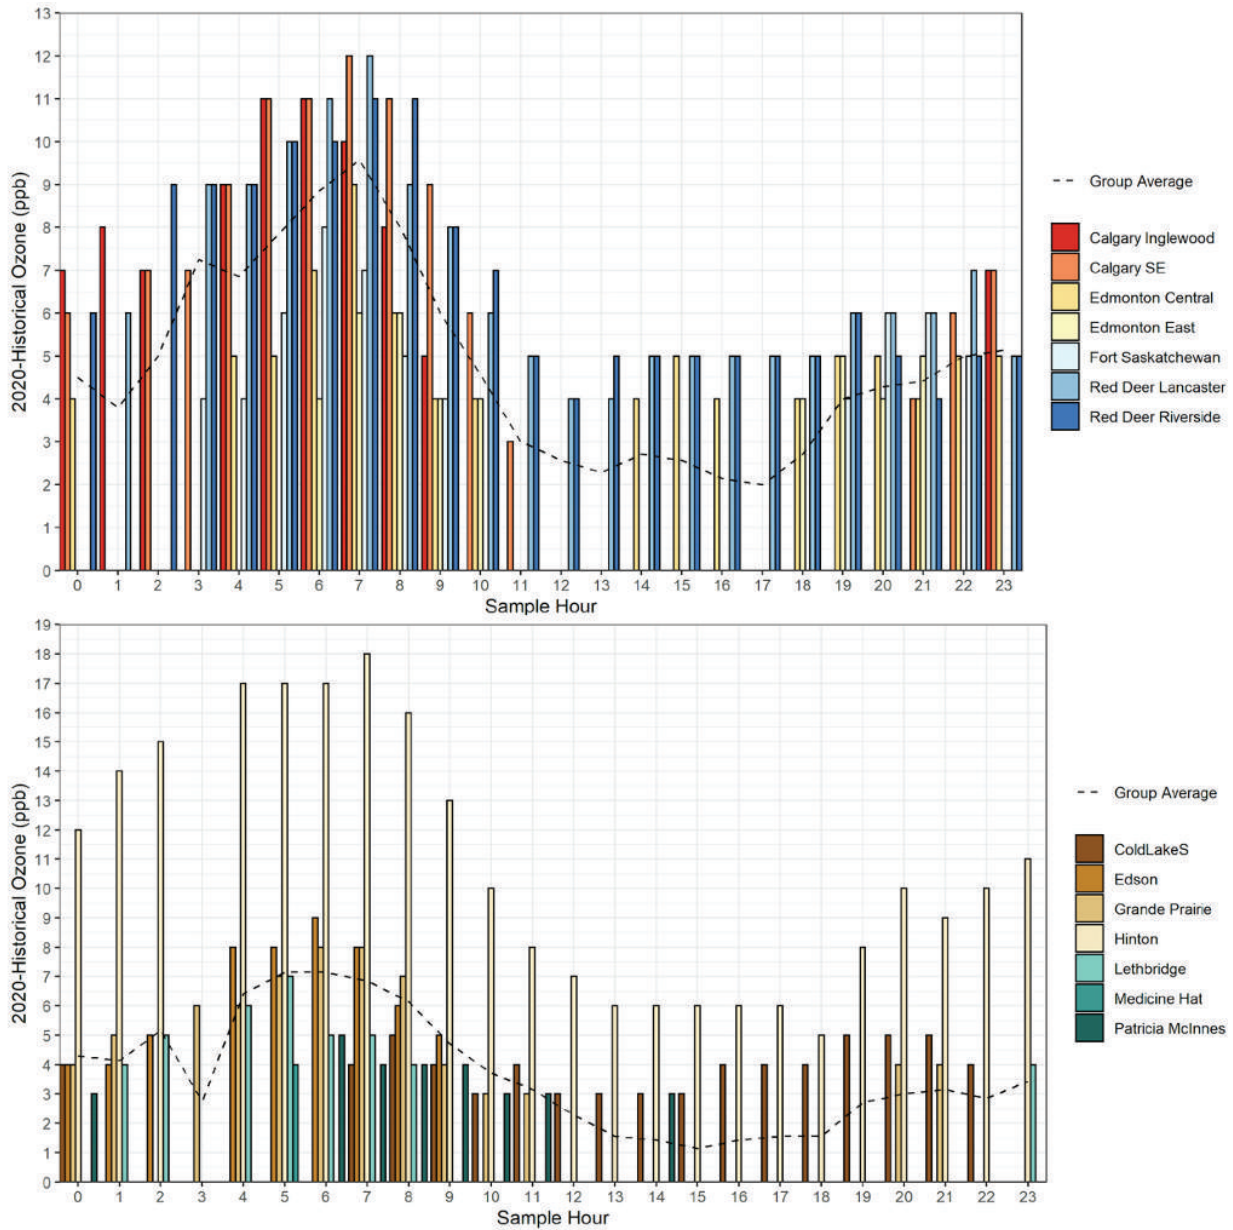 13
12
11
10
9
8
7
6
5
4
3
2
1
0
2020-Historical Ozone (ppb)
0 1 2 3 4 5 6 7 8 9 10 11 12 13 14 15 16 17 18 19 20 21 22 23
Sample Hour
Group Average
Calgary Inglewood
Calgary SE
Edmonton Central
Edmonton East
Fort Saskatchewan
Red Deer Lancaster
Red Deer Riverside
19
18
17
16
15
14
13
12
11
10
9
8
7
6
5
4
3
2
1
0
2020-Historical Ozone (ppb)
0 1 2 3 4 5 6 7 8 9 10 11 12 13 14 15 16 17 18 19 20 21 22 23
Sample Hour
Group Average
ColdLakeS
Edson
Grande Prairie
Hinton
Lethbridge
Medicine Hat
Patricia McInnes